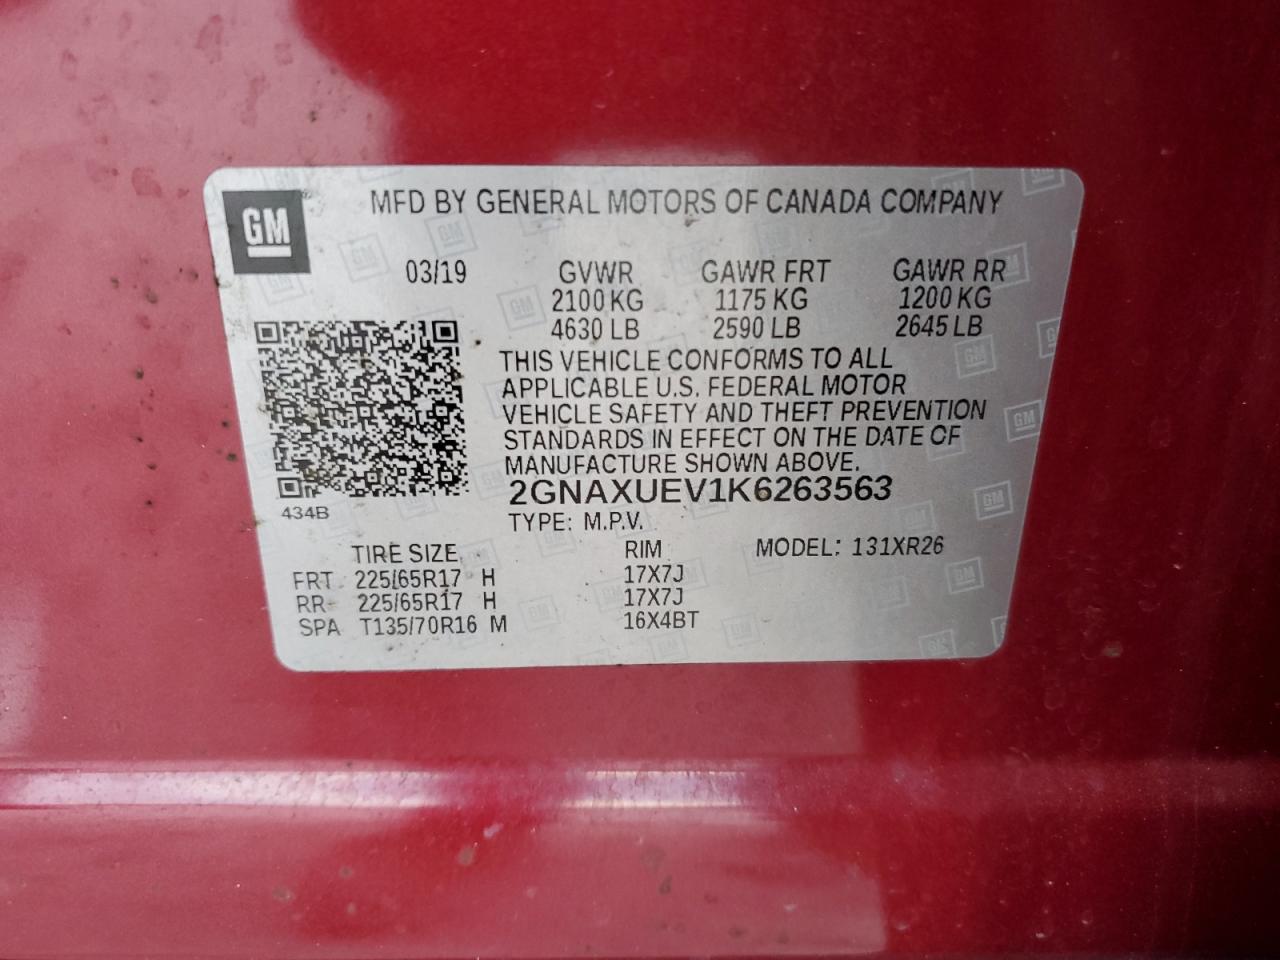 GM
MFD BY GENERAL MOTORS OF CANADA COMPANY
03/19 GVWR GAWR FRT GAWR RR
2100 KG 1175 KG 1200 KG
4630 LB 2590 LB 2645 LB
THIS VEHICLE CONFORMS TO ALL
APPLICABLE U.S. FEDERAL MOTOR
VEHICLE SAFETY AND THEFT PREVENTION
STANDARDS IN EFFECT ON THE DATE OF
MANUFACTURE SHOWN ABOVE.
2GNAXUEV1K6263563
434B
TYPE: M.P.V.
TIRE SIZE RIM MODEL: 131XR26
FRT 225/65R17 H 17X7J
RR 225/65R17 H 17X7J
SPA T135/70R16 M 16X4BT